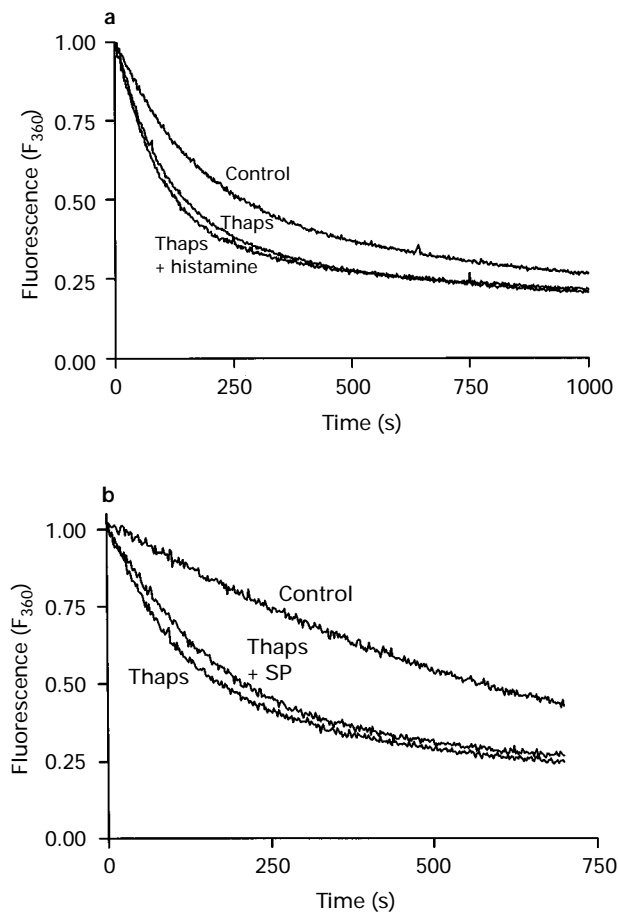 a
1.00
0.75
0.50
0.25
0.00
Fluorescence (F360)
Control
Thaps
Thaps
+ histamine
0
250
500
750
1000
Time (s)
b
1.00
0.75
0.50
0.25
0.00
Fluorescence (F360)
Control
Thaps
+ SP
Thaps
0
250
500
750
Time (s)